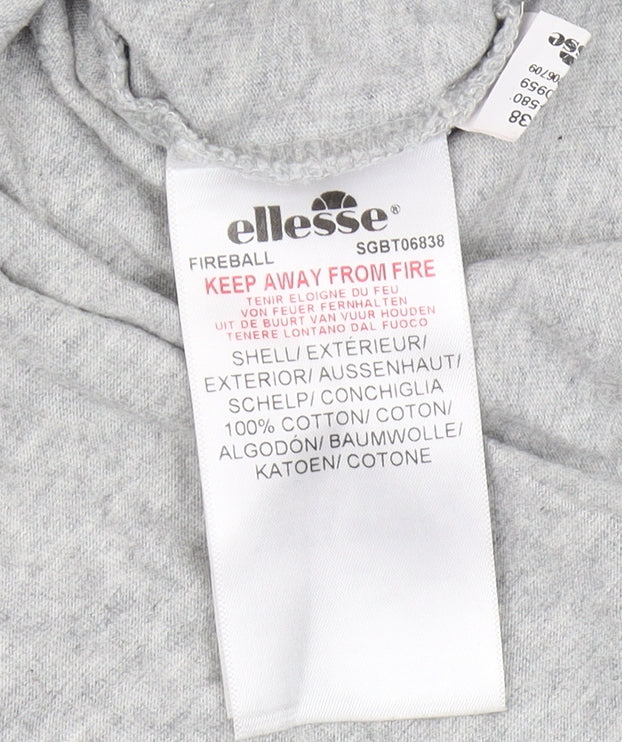 ellesse®
FIREBALL SGBT06838
KEEP AWAY FROM FIRE
TENIR ELOIGNE DU FEU
VON FEUER FERNHALTEN
UIT DE BUURT VAN VUUR HOUDEN
TENERE LONTANO DAL FUOCO
SHELL/ EXTÉRIEUR/
EXTERIOR/ AUSSENHAUT/
SCHELP/ CONCHIGLIA
100% COTTON/ COTON/
ALGODÓN/ BAUMWOLLE/
KATOEN/ COTONE